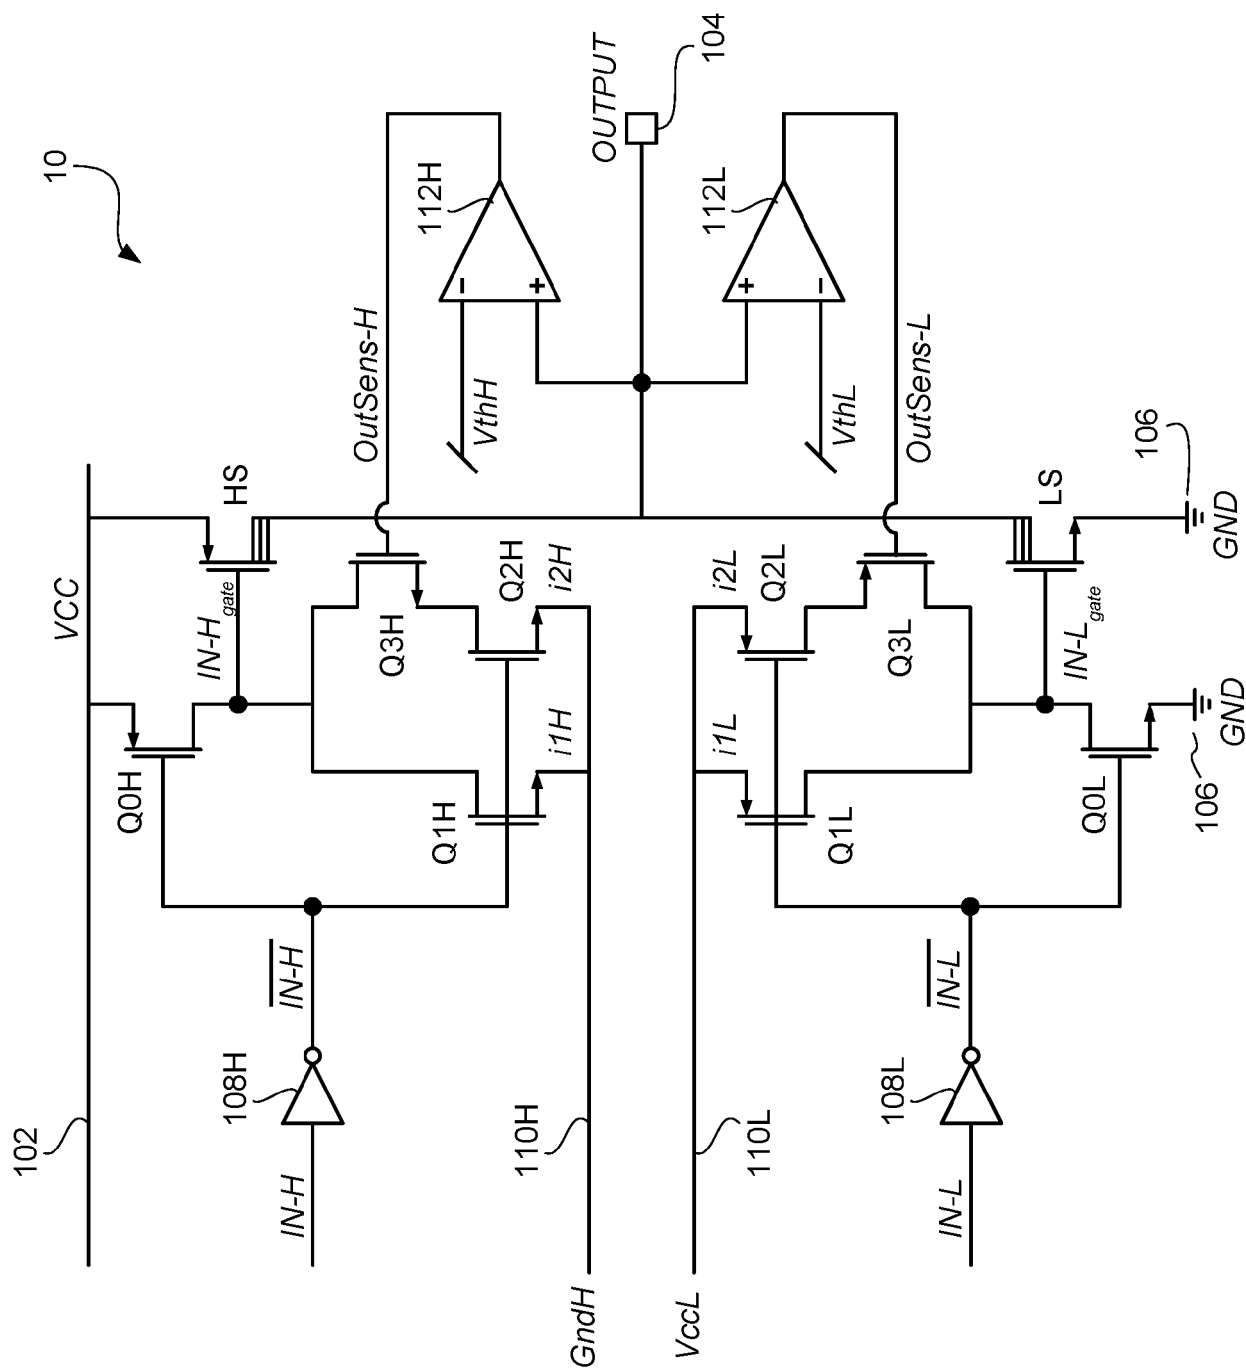 10
102
VCC
Q0H
IN-H gate
HS
OutSens-H
112H
108H
IN-H
IN-H
Q1H
Q3H
Q2H
i1H
i2H
VthH
-
+
110H
GndH
OUTPUT
104
VccL
110L
i1L
i2L
Q2L
Q1L
Q3L
+
-
VthL
112L
OutSens-L
108L
IN-L
IN-L
Q0L
IN-L gate
LS
106
GND
106
GND